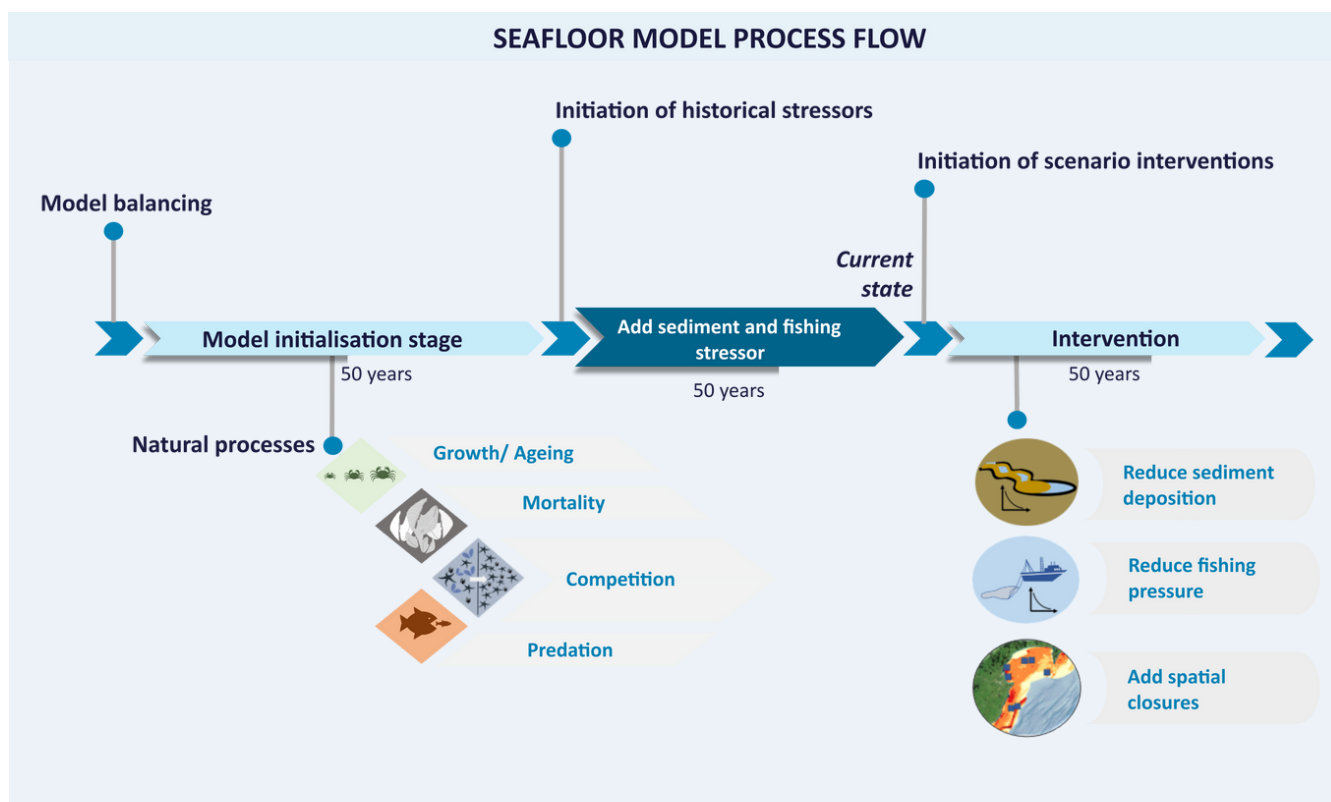 SEAFLOOR MODEL PROCESS FLOW
Initiation of historical stressors
Initiation of scenario interventions
Model balancing
Current
state
Model initialisation stage
50 years
Add sediment and fishing
stressor
50 years
Intervention
50 years
Natural processes
Growth/ Ageing
Mortality
Competition
Predation
Reduce sediment
deposition
Reduce fishing
pressure
Add spatial
closures